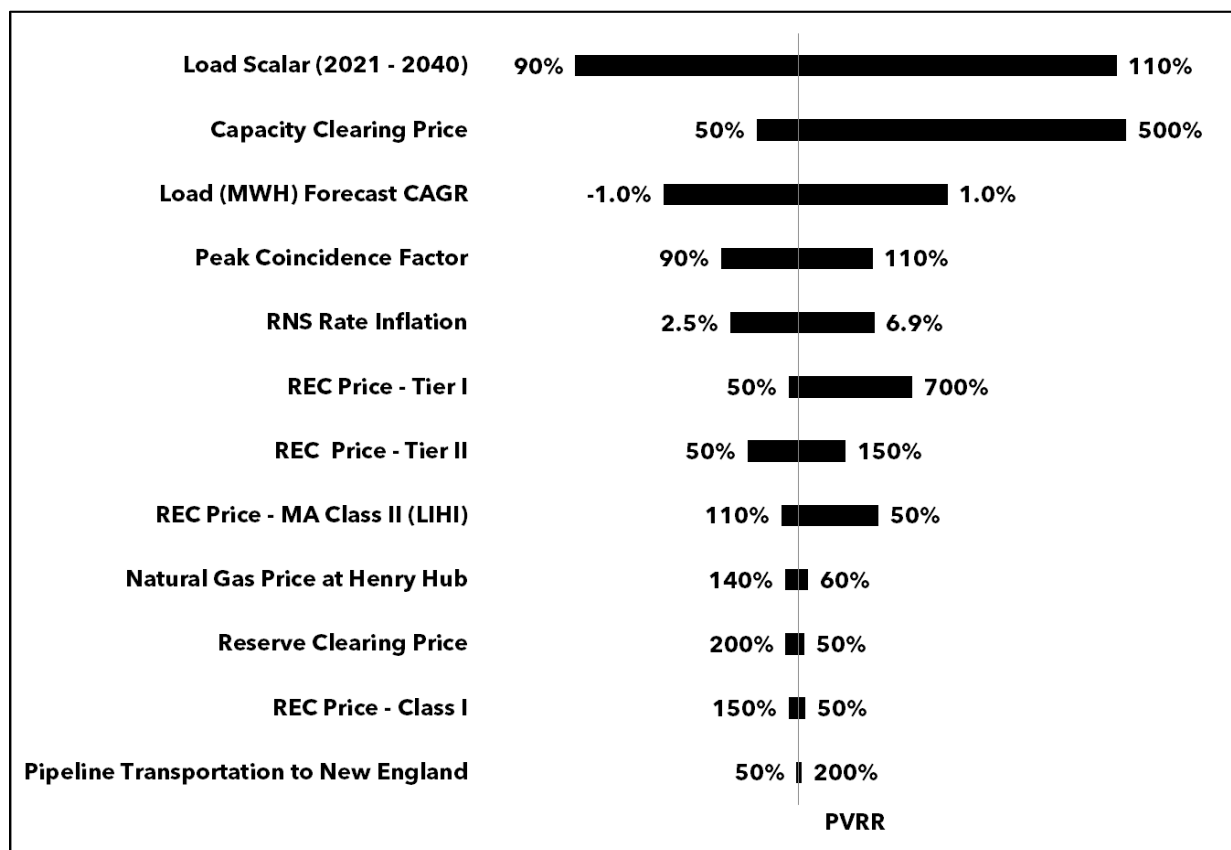 Load Scalar (2021 - 2040) 90% 110%
Capacity Clearing Price 50% 500%
Load (MWH) Forecast CAGR -1.0% 1.0%
Peak Coincidence Factor 90% 110%
RNS Rate Inflation 2.5% 6.9%
REC Price - Tier I 50% 700%
REC  Price - Tier II 50% 150%
REC Price - MA Class II (LIHI) 110% 50%
Natural Gas Price at Henry Hub 140% 60%
Reserve Clearing Price 200% 50%
REC Price - Class I 150% 50%
Pipeline Transportation to New England 50% 200%
PVRR